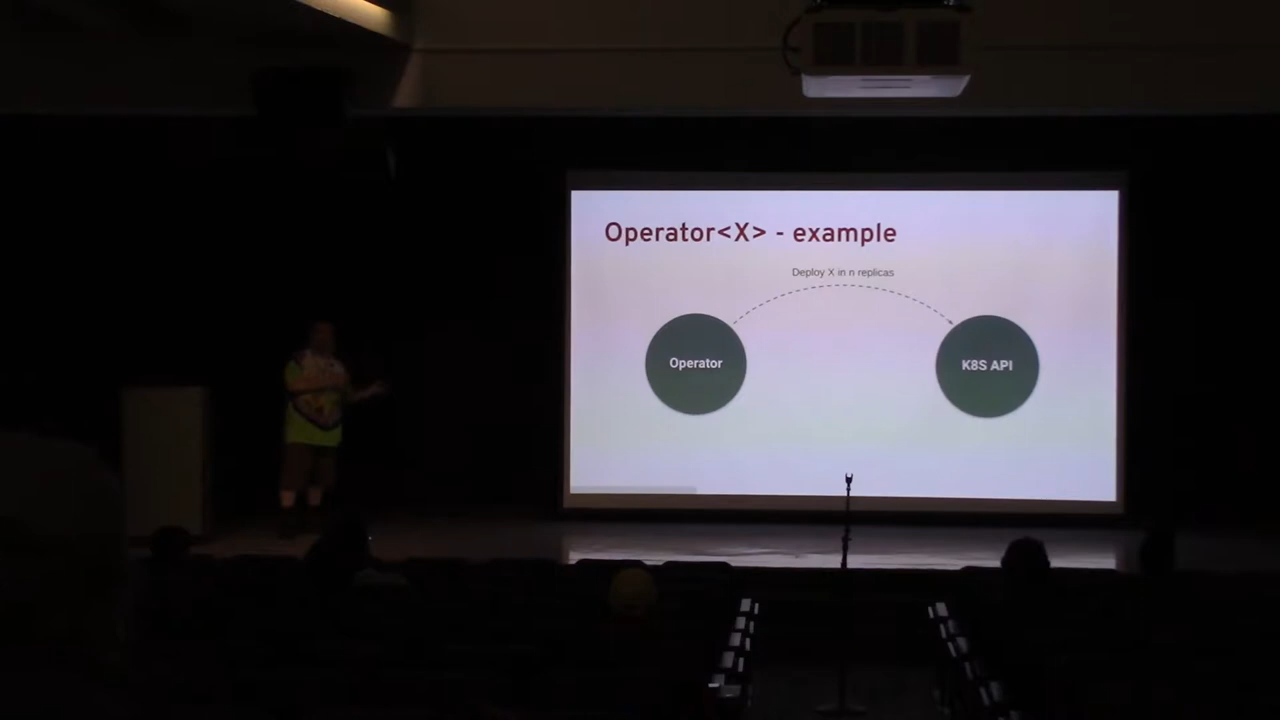 Operator<X> - example
Deploy X in n replicas
Operator
K8S API